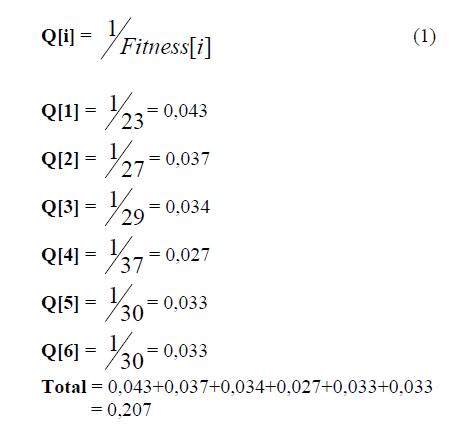 Q[i] = 1/Fitness[i] (1)
Q[1] = 1/23 = 0,043
Q[2] = 1/27 = 0,037
Q[3] = 1/29 = 0,034
Q[4] = 1/37 = 0,027
Q[5] = 1/30 = 0,033
Q[6] = 1/30 = 0,033
Total = 0,043+0,037+0,034+0,027+0,033+0,033
= 0,207